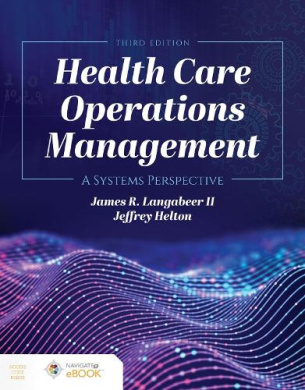 THIRD EDITION
Health Care
Operations
Management
A SYSTEMS PERSPECTIVE
James R. Langabeer II
Jeffrey Helton
NAVIGATE
eBOOK